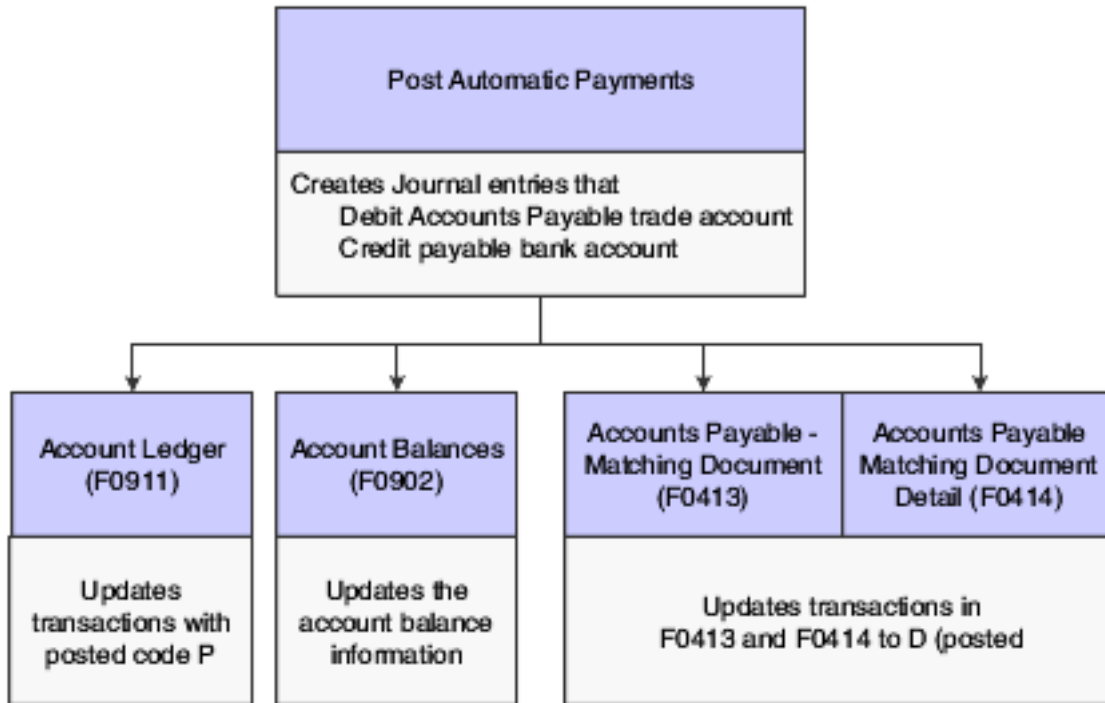 Post Automatic Payments
Creates Journal entries that
Debit Accounts Payable trade account
Credit payable bank account
Account Ledger
(F0911)
Updates
transactions with
posted code P
Account Balances
(F0902)
Updates the
account balance
information
Accounts Payable -
Matching Document
(F0413)
Accounts Payable
Matching Document
Detail (F0414)
Updates transactions in
F0413 and F0414 to D (posted